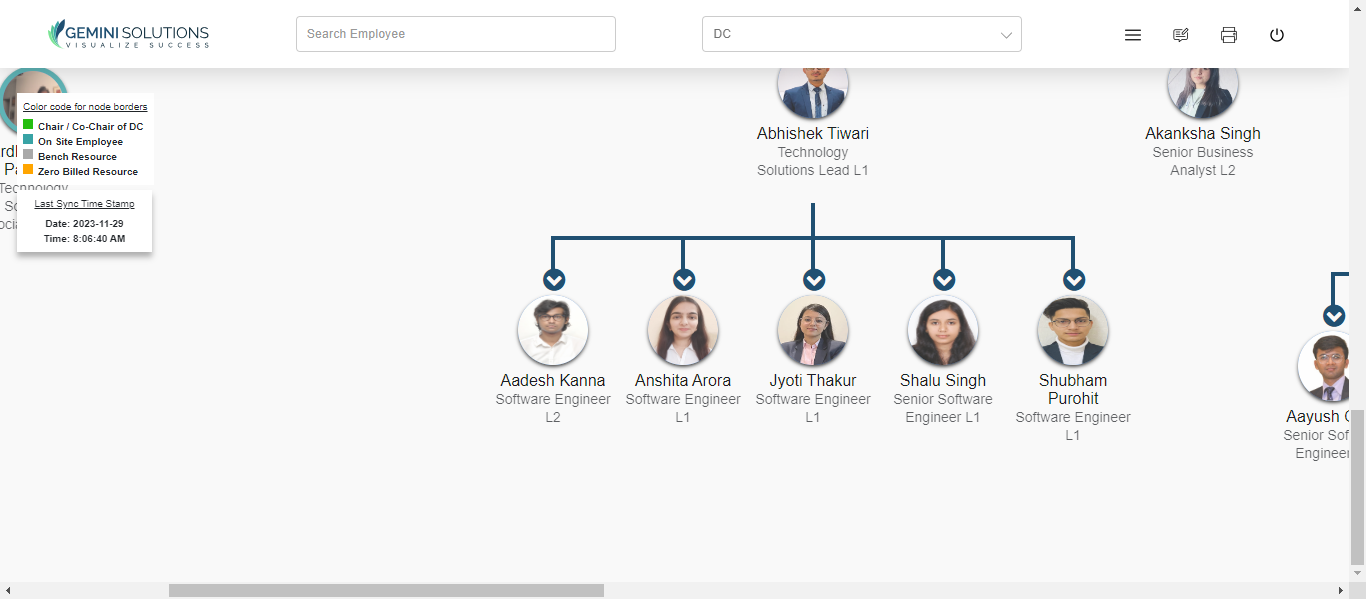 GEMINI SOLUTIONS
VISUALIZE SUCCESS
Search Employee
DC
Color code for node borders
Chair / Co-Chair of DC
On Site Employee
Bench Resource
Zero Billed Resource
Technology
Last Sync Time Stamp
Date: 2023-11-29
Time: 8:06:40 AM
Abhishek Tiwari
Technology
Solutions Lead L1
Akanksha Singh
Senior Business
Analyst L2
Aadesh Kanna
Software Engineer
L2
Anshita Arora
Software Engineer
L1
Jyoti Thakur
Software Engineer
L1
Shalu Singh
Senior Software
Engineer L1
Shubham
Purohit
Software Engineer
L1
Aayush
Senior Sof
Engineer